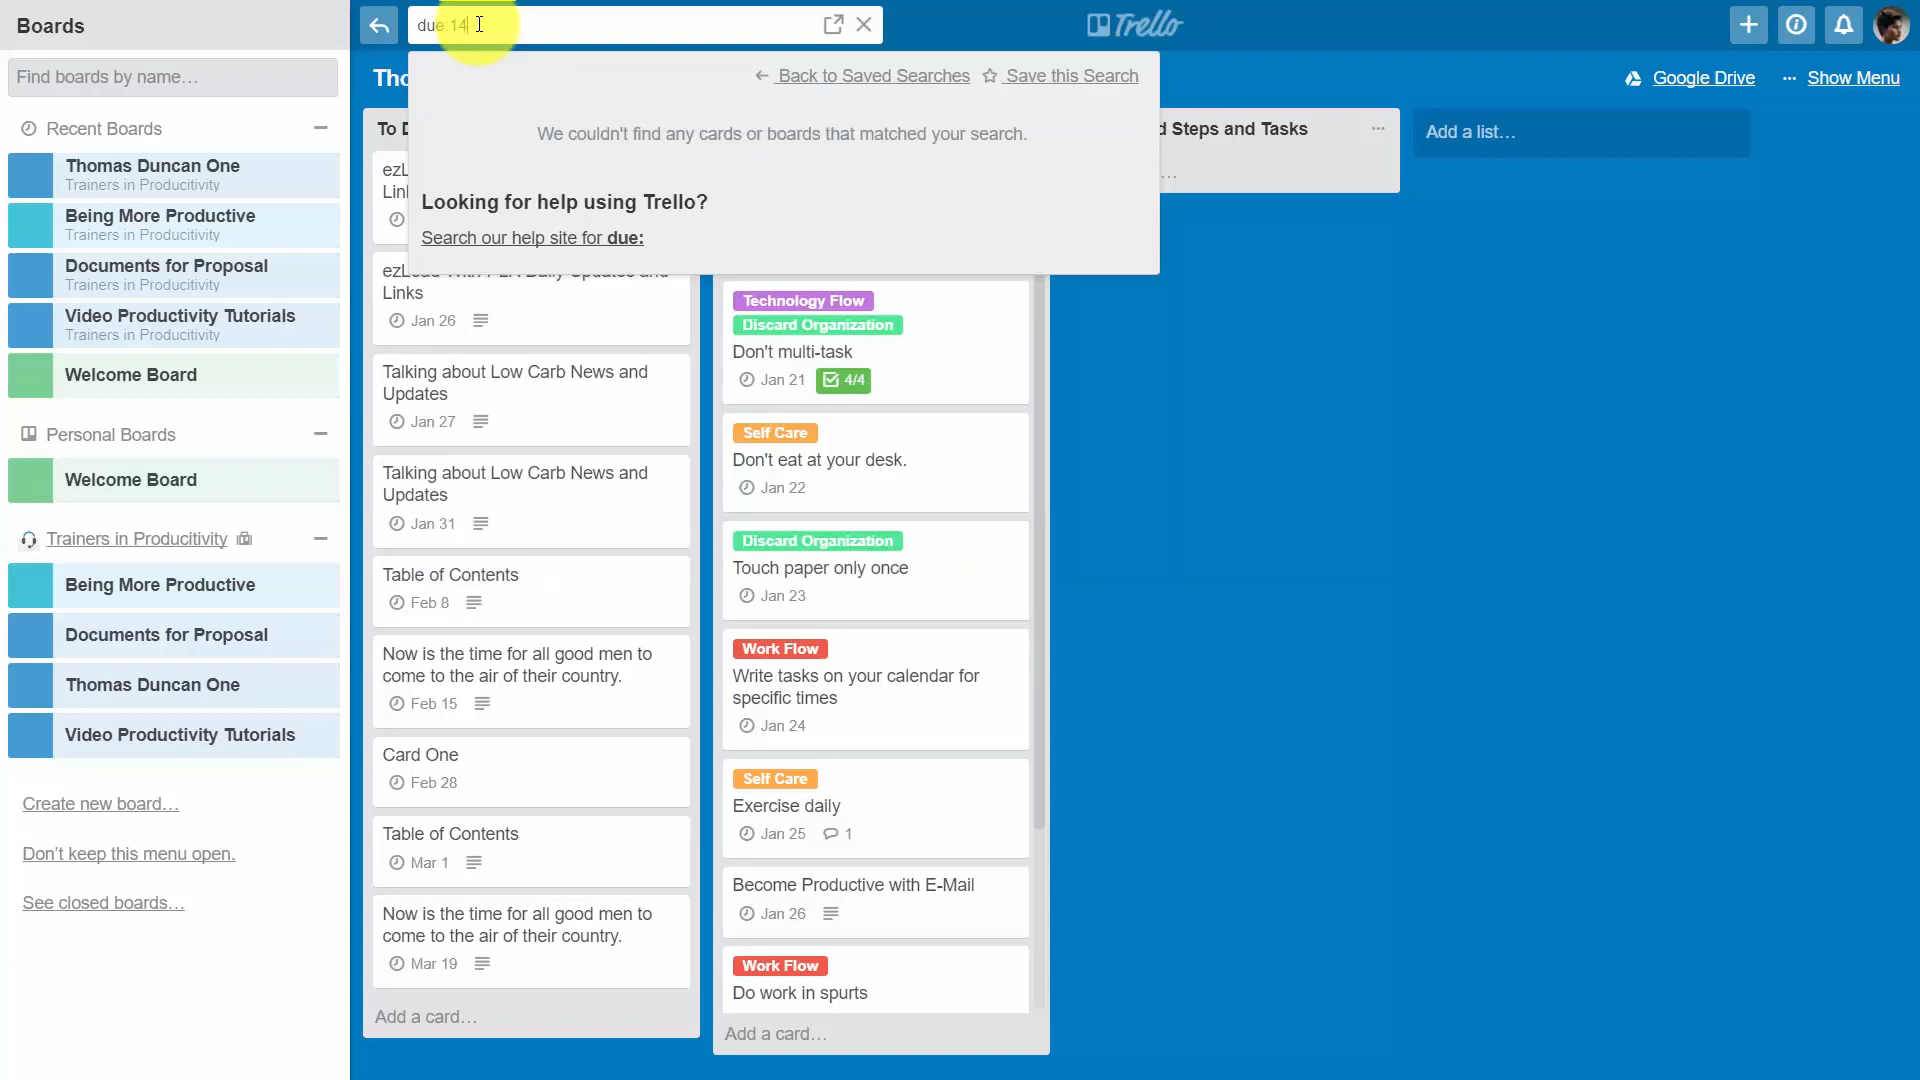 Boards
Find boards by name…
Recent Boards
Thomas Duncan One
Trainers in Producitivity
Being More Productive
Trainers in Producitivity
Documents for Proposal
Trainers in Producitivity
Video Productivity Tutorials
Trainers in Producitivity
Welcome Board
Personal Boards
Welcome Board
Trainers in Producitivity
Being More Productive
Documents for Proposal
Thomas Duncan One
Video Productivity Tutorials
Create new board…
Don't keep this menu open.
See closed boards…
due:14
Trello
Google Drive
Show Menu
Back to Saved Searches
Save this Search
We couldn't find any cards or boards that matched your search.
Looking for help using Trello?
Search our help site for due:
To
Links
Jan 26
Talking about Low Carb News and
Updates
Jan 27
Talking about Low Carb News and
Updates
Jan 31
Table of Contents
Feb 8
Now is the time for all good men to
come to the air of their country.
Feb 15
Card One
Feb 28
Table of Contents
Mar 1
Now is the time for all good men to
come to the air of their country.
Mar 19
Add a card…
Technology Flow
Discard Organization
Don't multi-task
Jan 21 4/4
Self Care
Don't eat at your desk.
Jan 22
Discard Organization
Touch paper only once
Jan 23
Work Flow
Write tasks on your calendar for
specific times
Jan 24
Self Care
Exercise daily
Jan 25 1
Become Productive with E-Mail
Jan 26
Work Flow
Do work in spurts
Add a card…
d Steps and Tasks
Add a list…